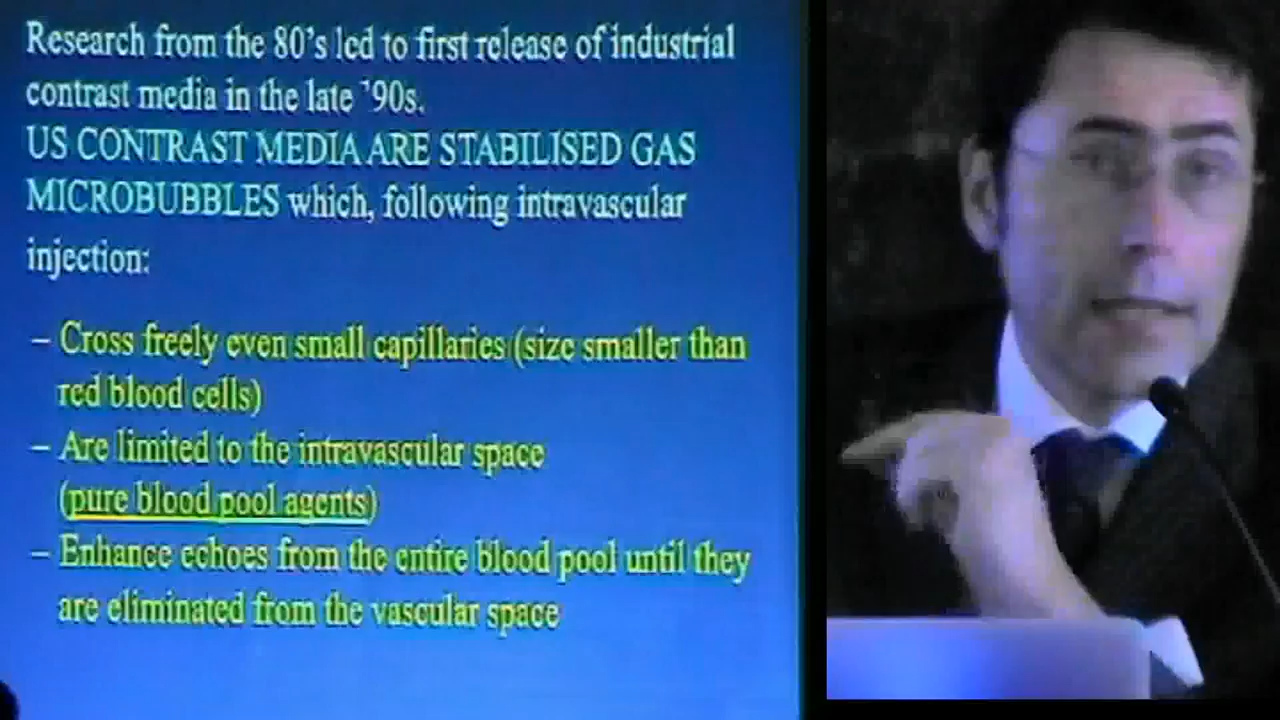 Research from the 80's led to first release of industrial
contrast media in the late '90s.
US CONTRAST MEDIA ARE STABILISED GAS
MICROBUBBLES which, following intravascular
injection:
– Cross freely even small capillaries (size smaller than
red blood cells)
– Are limited to the intravascular space
(pure blood pool agents)
– Enhance echoes from the entire blood pool until they
are eliminated from the vascular space